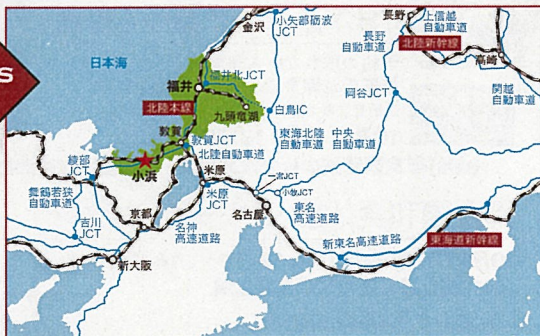 S
日本海
金沢
小矢部砺波
JCT
長野
上信越
自動車道
北陸新幹線
長野
自動車道
高崎
関越
自動車道
福井
福井北JCT
北陸本線
九頭竜湖
白鳥IC
岡谷JCT
敦賀
敦賀JCT
北陸自動車道
東海北陸
自動車道
中央
自動車道
綾部
JCT
小浜
舞鶴若狭
自動車道
米原
米原
JCT
一宮JCT
小牧JCT
名古屋
東名
高速道路
吉川
JCT
京都
名神
高速道路
新東名高速道路
東海道新幹線
新大阪